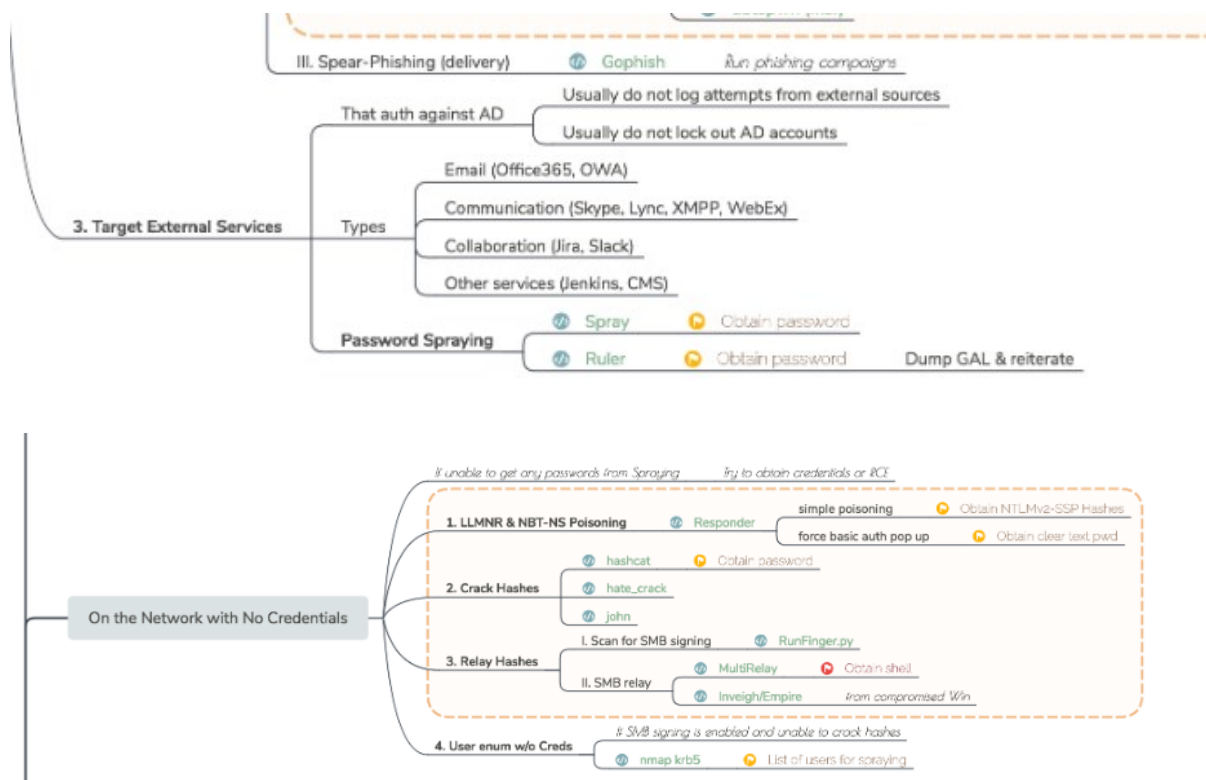 III. Spear-Phishing (delivery) Gophish Run phishing campaigns
That auth against AD
Usually do not log attempts from external sources
Usually do not lock out AD accounts
3. Target External Services
Types
Email (Office365, OWA)
Communication (Skype, Lync, XMPP, WebEx)
Collaboration (Jira, Slack)
Other services (Jenkins, CMS)
Password Spraying
Spray Obtain password
Ruler Obtain password Dump GAL & reiterate
On the Network with No Credentials
If unable to get any passwords from Spraying Try to obtain credentials or RCE
1. LLMNR & NBT-NS Poisoning Responder
simple poisoning Obtain NTLMv2-SSP Hashes
force basic auth pop up Obtain clear text pwd
2. Crack Hashes
hashcat Obtain password
hate_crack
john
3. Relay Hashes
I. Scan for SMB signing RunFinger.py
II. SMB relay
MultiRelay Obtain shell
Inveigh/Empire from compromised Win
4. User enum w/o Creds
If SMB signing is enabled and unable to crack hashes
nmap krb5 List of users for spraying